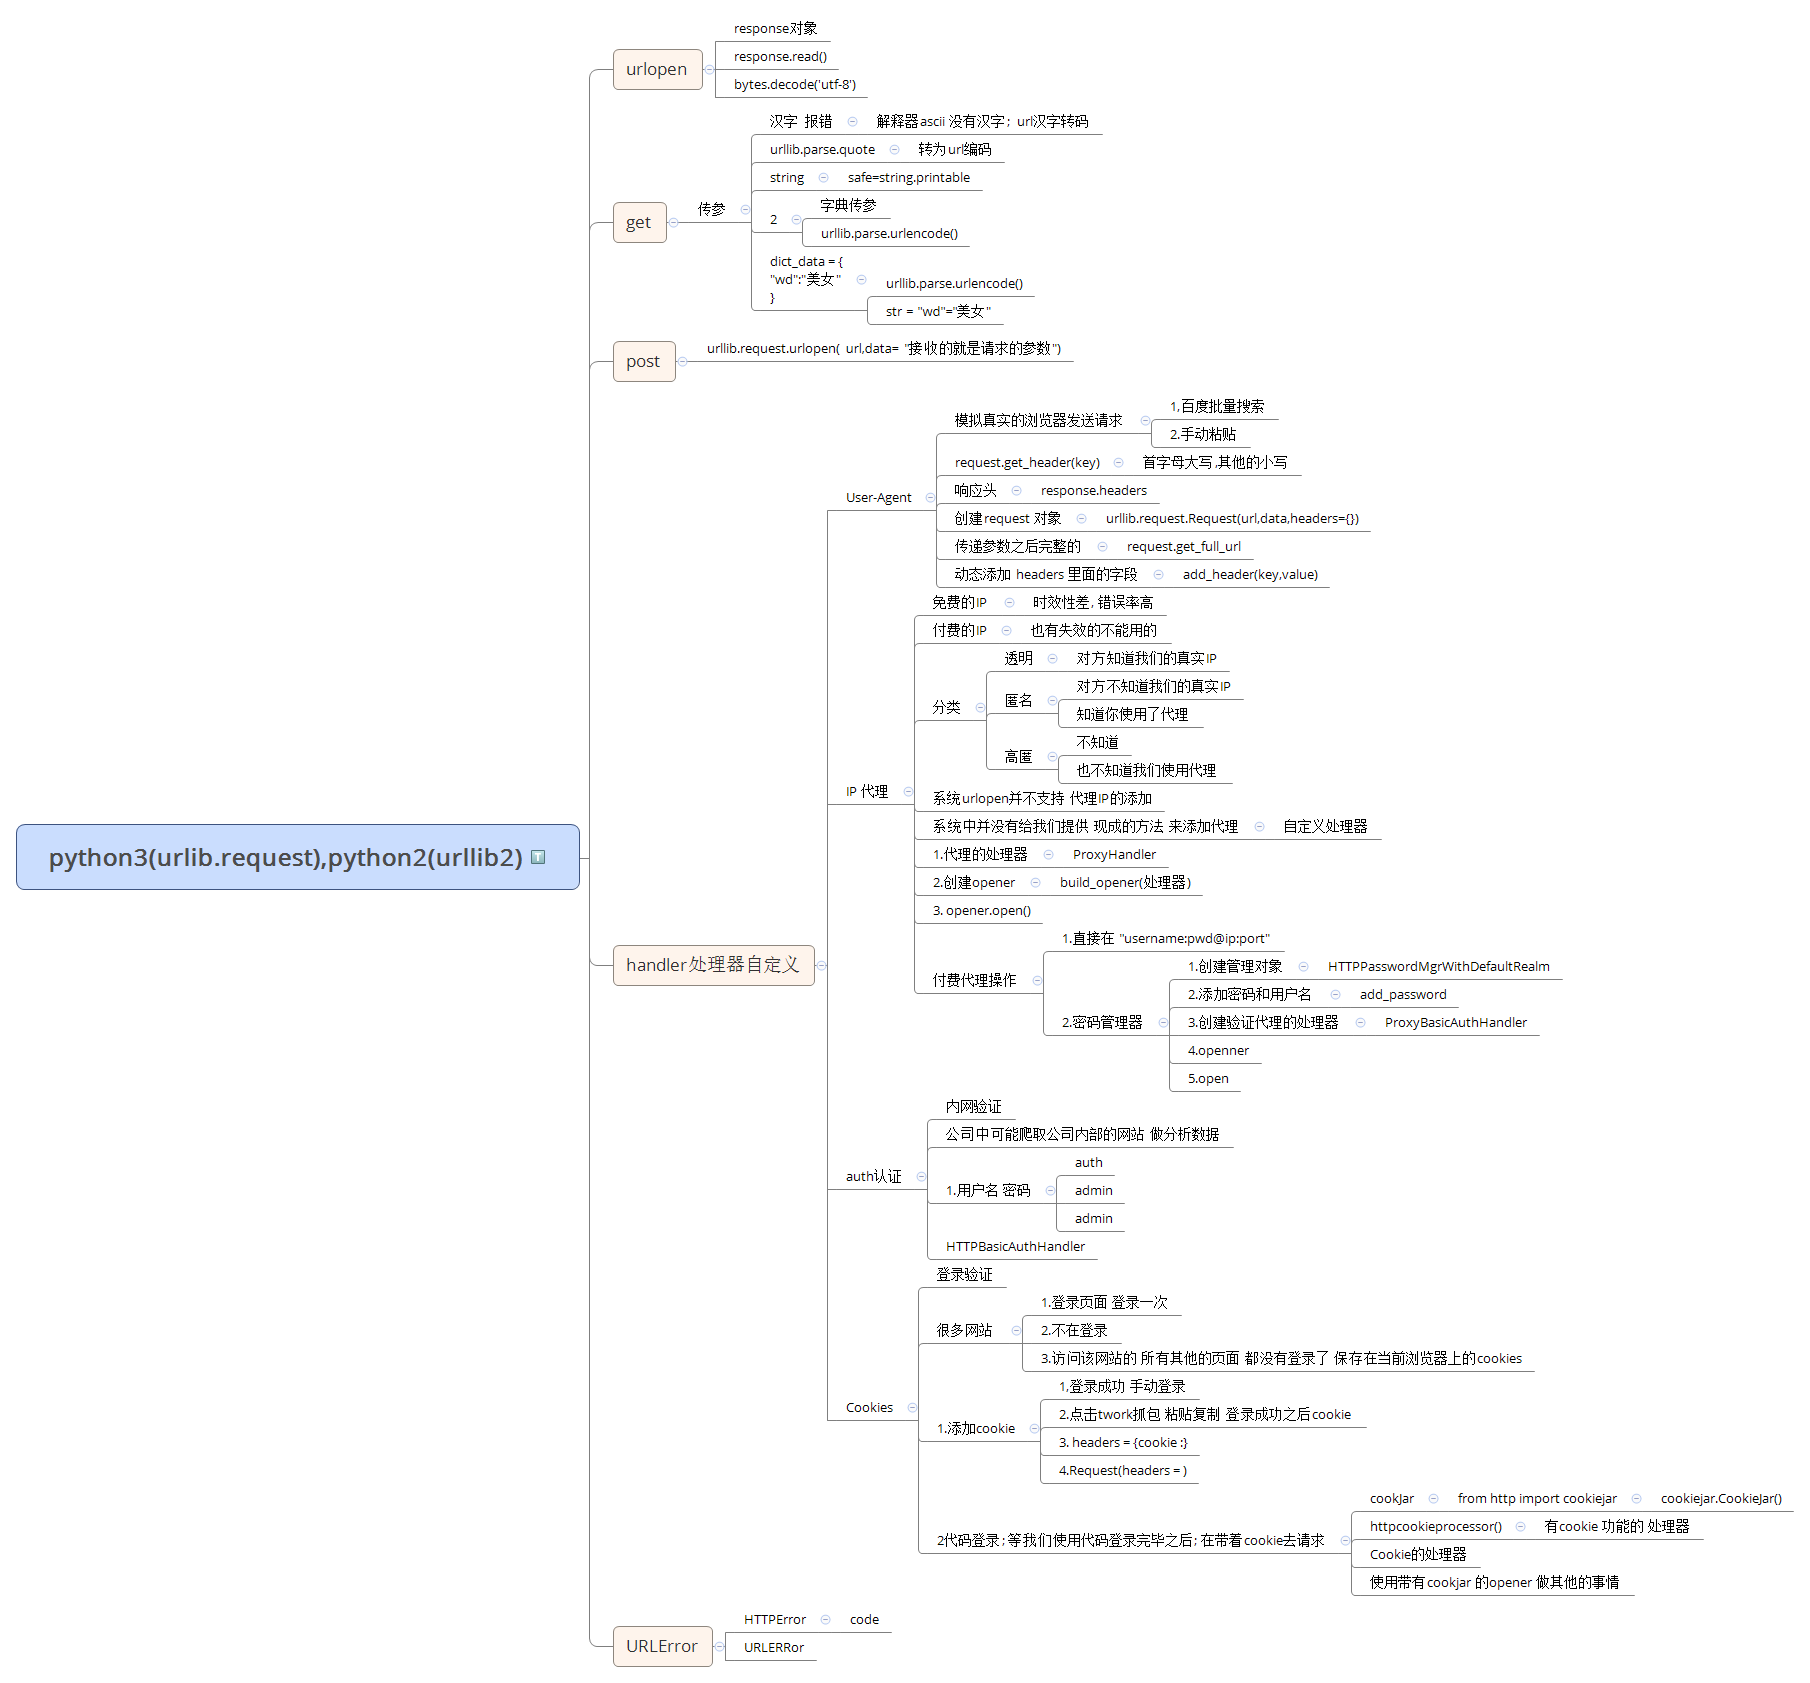 response对象
urlopen
response.read()
bytes.decode('utf-8')
汉字 报错
解释器ascii 没有汉字; url汉字转码
urllib.parse.quote
转为url编码
string
safe=string.printable
get
传参
2
字典传参
urllib.parse.urlencode()
dict_data = {
"wd":"美女"
}
urllib.parse.urlencode()
str = "wd"="美女"
post
urllib.request.urlopen( url,data= "接收的就是请求的参数")
模拟真实的浏览器发送请求
1,百度批量搜索
2.手动粘贴
request.get_header(key)
首字母大写,其他的小写
User-Agent
响应头
response.headers
创建request 对象
urllib.request.Request(url,data,headers={})
传递参数之后完整的
request.get_full_url
动态添加 headers 里面的字段
add_header(key,value)
免费的IP
时效性差, 错误率高
付费的IP
也有失效的不能用的
分类
透明
对方知道我们的真实IP
匿名
对方不知道我们的真实IP
知道你使用了代理
高匿
不知道
也不知道我们使用代理
IP 代理
系统urlopen并不支持 代理IP的添加
系统中并没有给我们提供 现成的方法 来添加代理
自定义处理器
1.代理的处理器
ProxyHandler
2.创建opener
build_opener(处理器)
3. opener.open()
付费代理操作
1.直接在 "username:pwd@ip:port"
2.密码管理器
1.创建管理对象
HTTPPasswordMgrWithDefaultRealm
2.添加密码和用户名
add_password
3.创建验证代理的处理器
ProxyBasicAuthHandler
4.openner
5.open
python3(urlib.request),python2(urllib2)
handler处理器自定义
auth认证
内网验证
公司中可能爬取公司内部的网站 做分析数据
1.用户名 密码
auth
admin
admin
HTTPBasicAuthHandler
Cookies
登录验证
很多网站
1.登录页面 登录一次
2.不在登录
3.访问该网站的 所有其他的页面 都没有登录了 保存在当前浏览器上的cookies
1.添加cookie
1,登录成功 手动登录
2.点击twork抓包 粘贴复制 登录成功之后cookie
3. headers = {cookie :}
4.Request(headers = )
2代码登录; 等我们使用代码登录完毕之后; 在带着cookie去请求
cookJar
from http import cookiejar
cookiejar.CookieJar()
httpcookieprocessor()
有cookie 功能的 处理器
Cookie的处理器
使用带有cookjar 的opener 做其他的事情
URLError
HTTPError
code
URLERRor